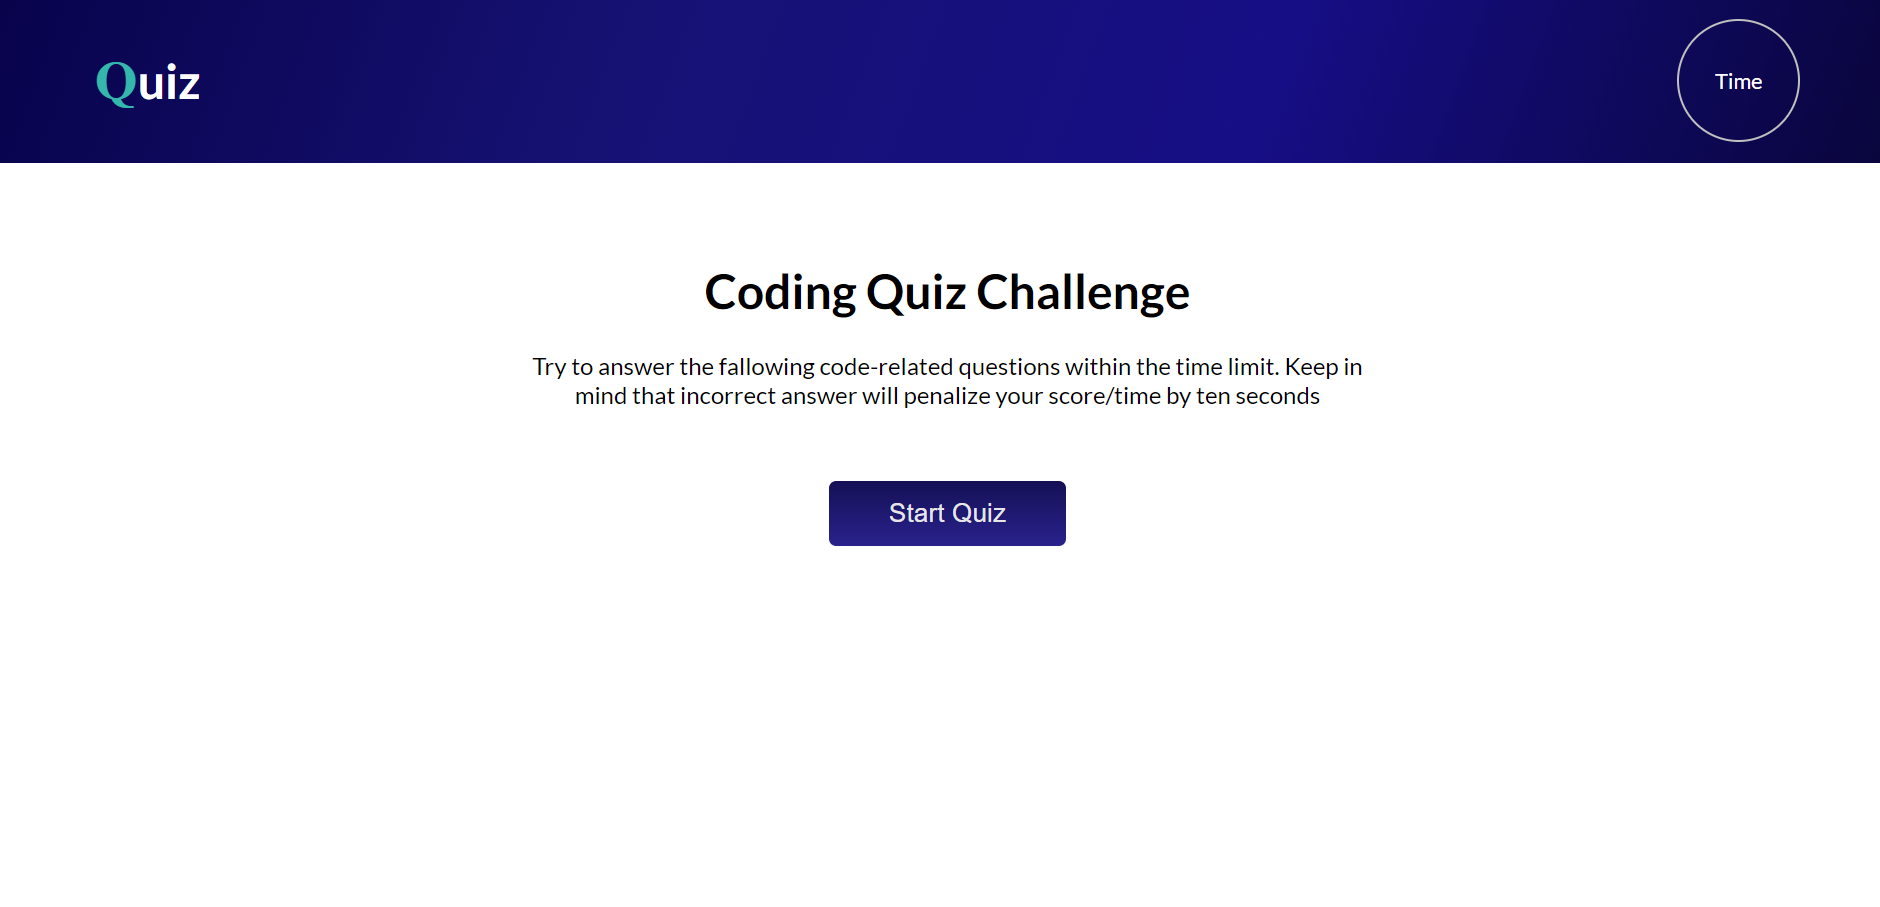 Quiz
Time
Coding Quiz Challenge
Try to answer the fallowing code-related questions within the time limit. Keep in
mind that incorrect answer will penalize your score/time by ten seconds
Start Quiz